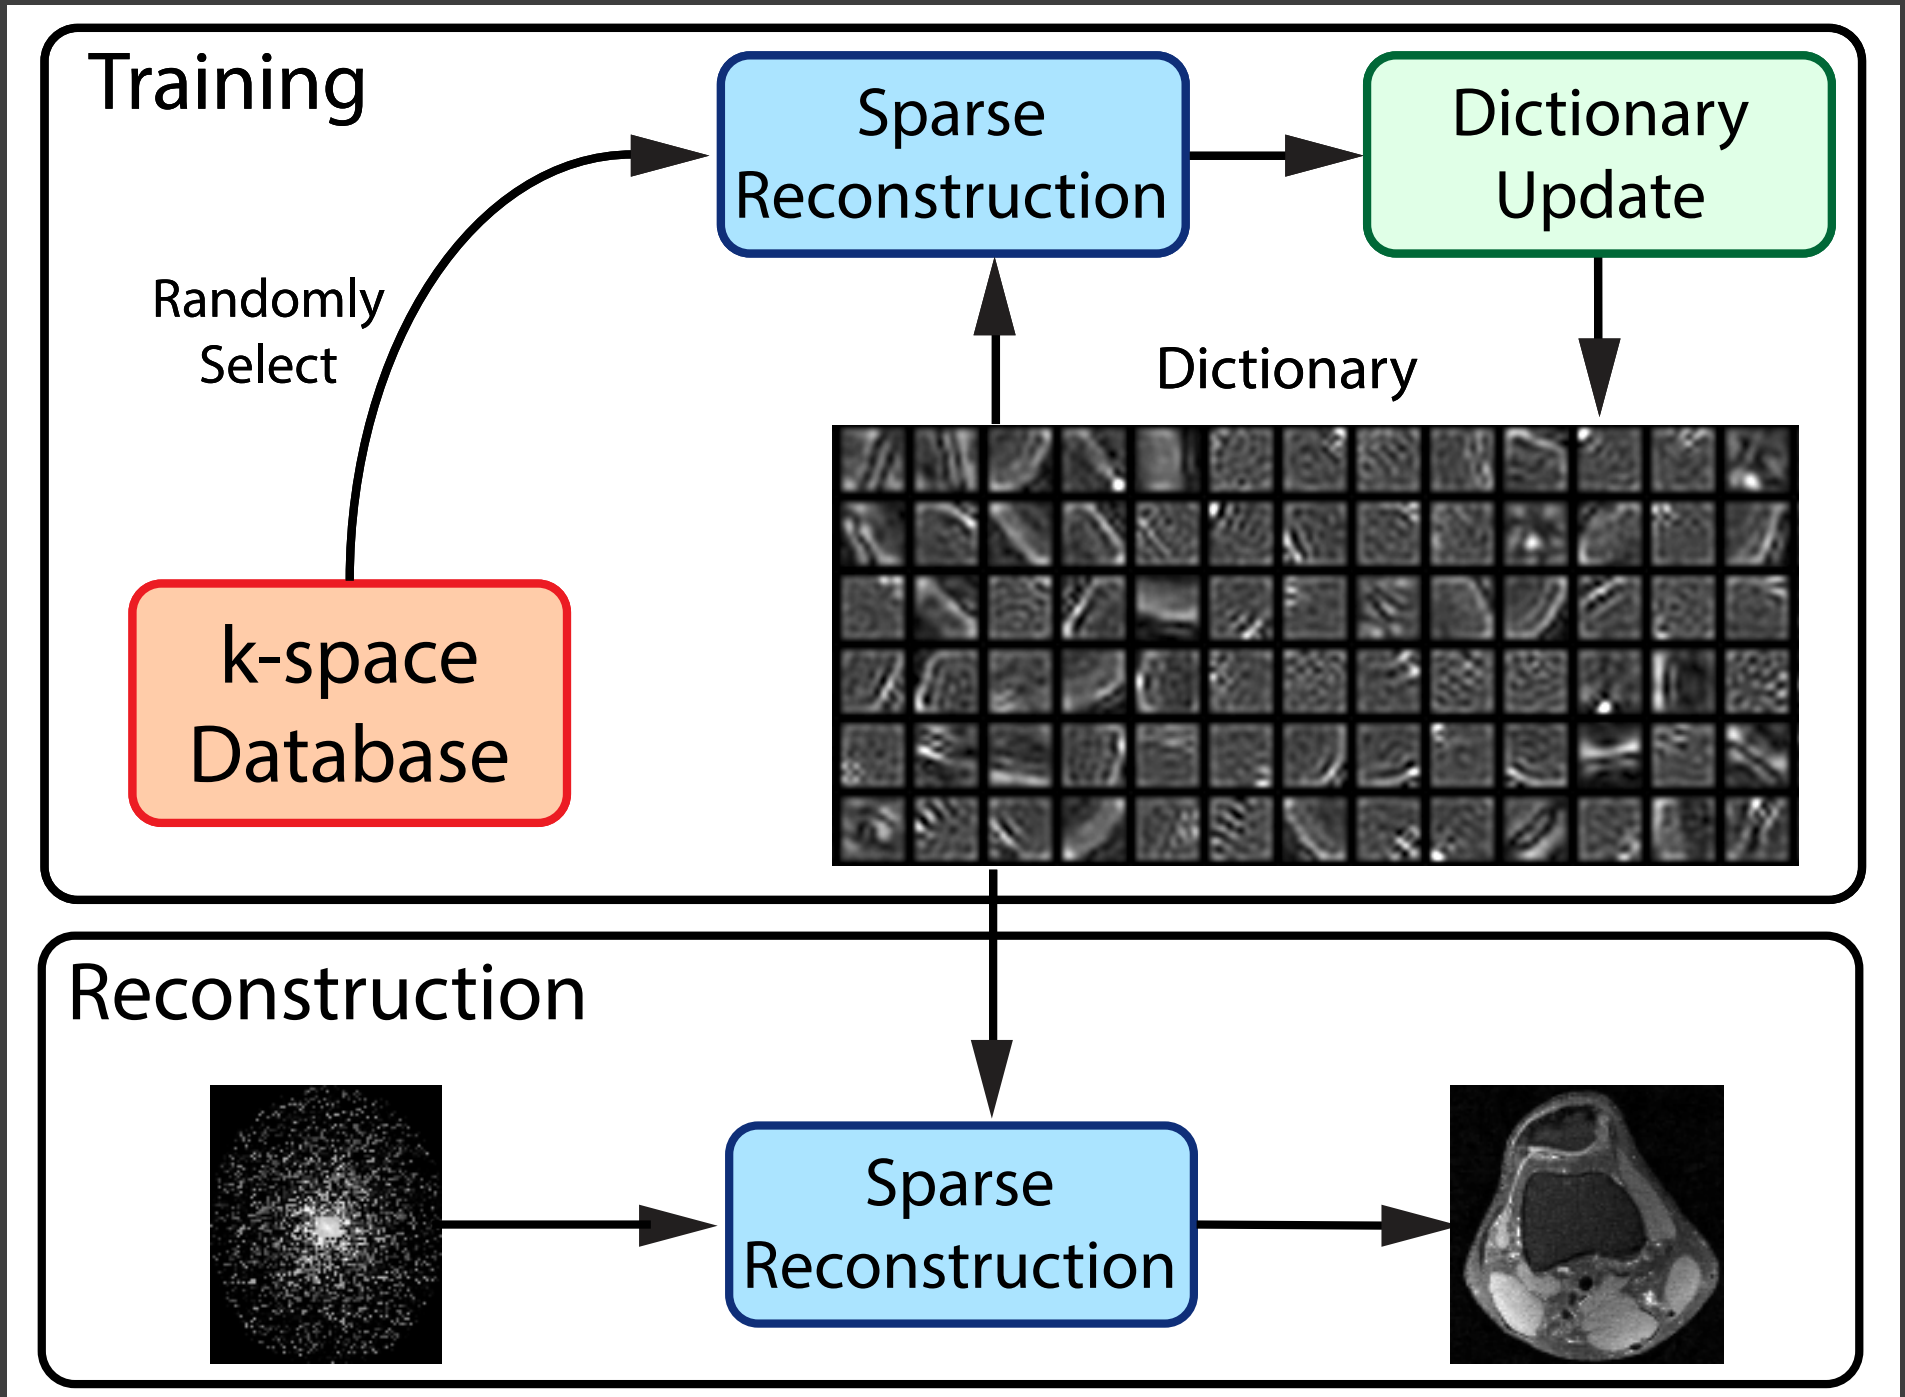 Training
Sparse
Reconstruction
Dictionary
Update
Randomly
Select
Dictionary
k-space
Database
Reconstruction
Sparse
Reconstruction